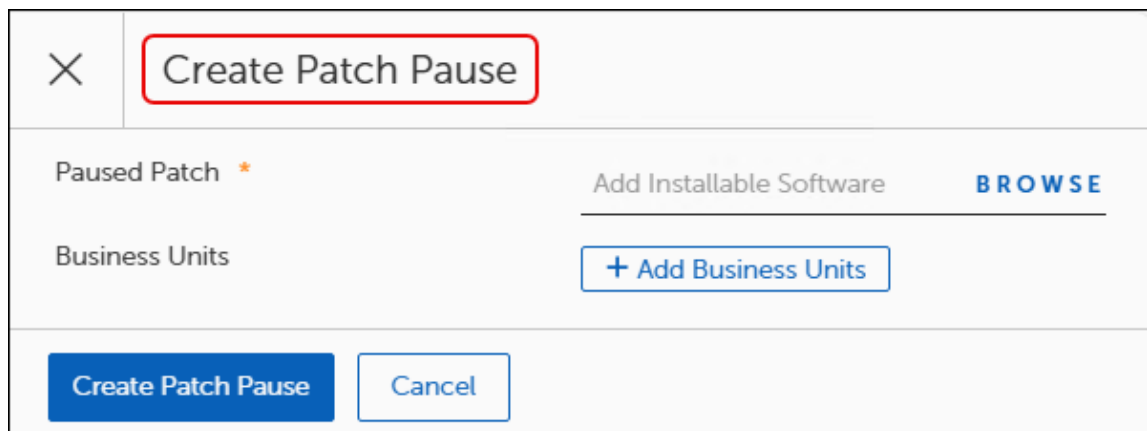 Create Patch Pause
Paused Patch * Add Installable Software BROWSE
Business Units + Add Business Units
Create Patch Pause Cancel